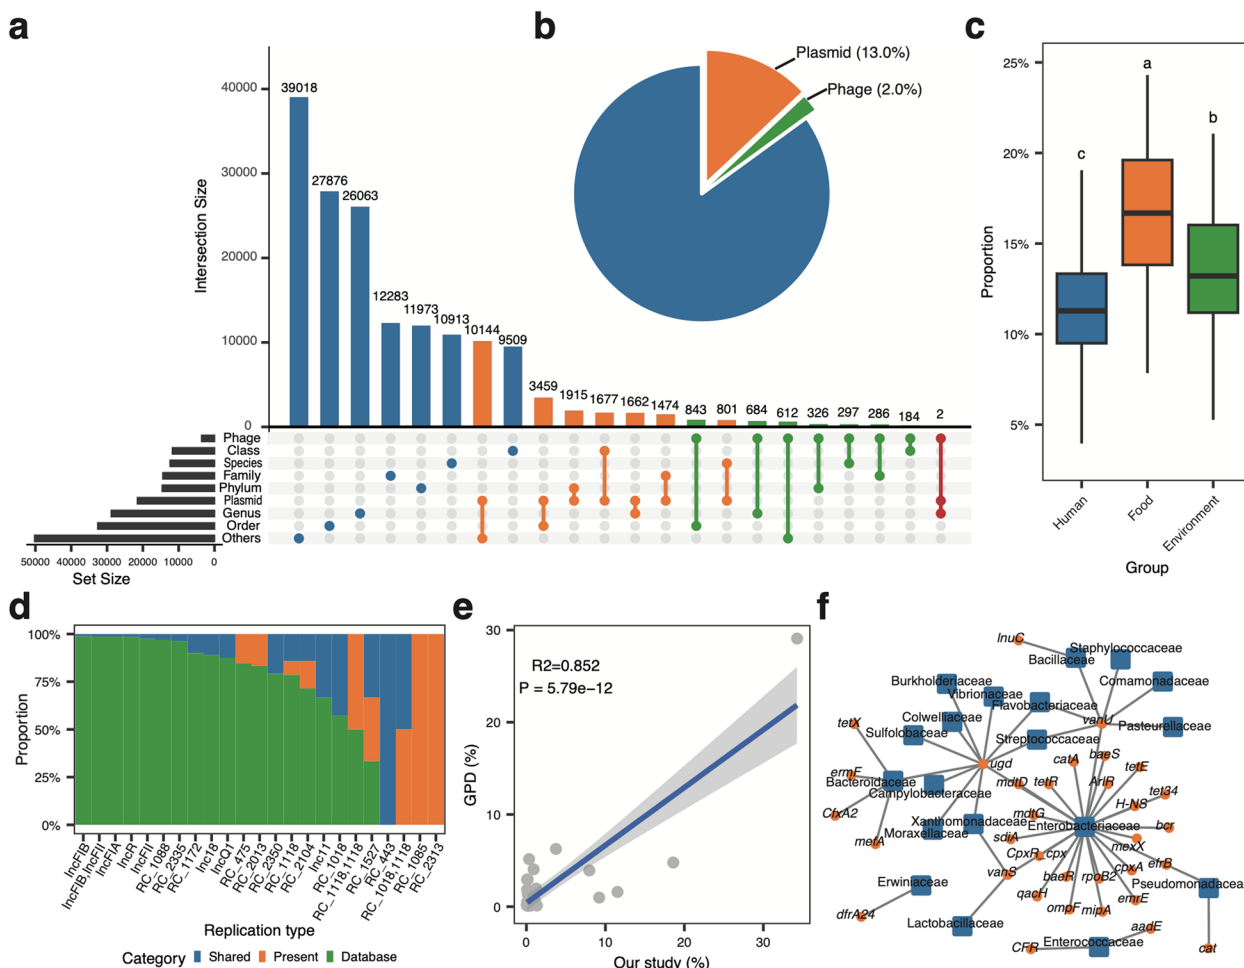 a
b
c
Intersection Size
40000
30000
20000
10000
0
39018
27876
26063
12283
11973
10913
10144
9509
3459
1915
1677
1662
1474
843
801
684
612
326
297
286
184
2
Phage
Class
Species
Family
Phylum
Plasmid
Genus
Order
Others
50000 40000 30000 20000 10000 0
Set Size
Plasmid (13.0%)
Phage (2.0%)
Proportion
25%
20%
15%
10%
5%
c
a
b
Human
Food
Environment
Group
d
e
f
Proportion
100%
75%
50%
25%
0%
IncFIB
IncFIB,IncFII
IncFIA
IncR
IncFII
RC_1088
RC_2335
RC_1172
Inc18
IncQ1
RC_475
RC_2013
RC_2350
RC_1118
RC_2104
Inc11
RC_1018
RC_1118,1118
RC_1527
RC_443
RC_1018,1118
RC_1085
RC_2313
Replication type
Category Shared Present Database
GPD (%)
30
20
10
0
R2=0.852
P = 5.79e−12
0 10 20 30
Our study (%)
lnuC
Staphylococcaceae
Bacillaceae
Burkholderiaceae
Comamonadaceae
Vibrionaceae
Flavobacteriaceae
tetX
Colwelliaceae
vanU
Pasteurellaceae
Sulfolobaceae
Streptococcaceae
catA
baeS
ermF
ugd
tetE
Bacteroidaceae
mdtD
tetR
ArlR
Campylobacteraceae
tet34
CfxA2
mdtG
H-NS
Xanthomonadaceae
Enterobacteriaceae
bcr
Moraxellaceae
sdiA
mefA
mexX
CpxR
cpx
vanS
baeR
rpoB2
cpxA
efrB
Erwiniaceae
qacH
Pseudomonadaceae
emrE
dfrA24
ompF
mipA
Lactobacillaceae
aadE
CFR
Enterococcaceae
cat